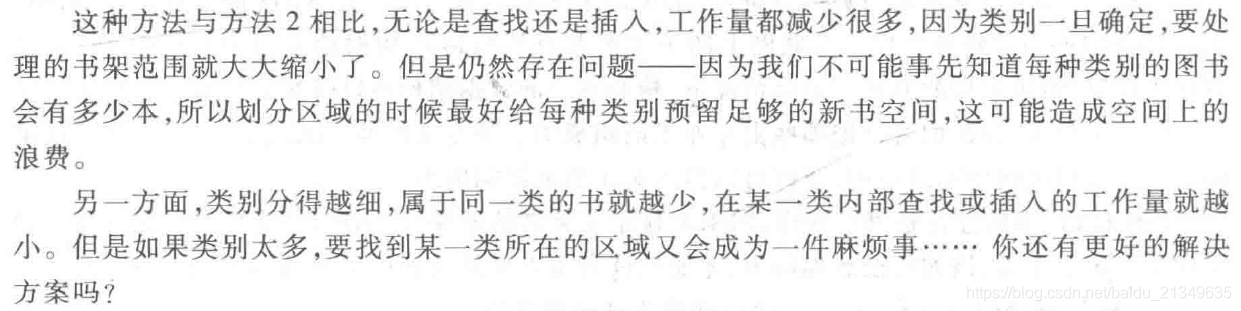 这种方法与方法 2 相比,无论是查找还是插入,工作量都减少很多,因为类别一旦确定,要处
理的书架范围就大大缩小了。但是仍然存在问题——因为我们不可能事先知道每种类别的图书
会有多少本,所以划分区域的时候最好给每种类别预留足够的新书空间,这可能造成空间上的
浪费。
另一方面,类别分得越细,属于同一类的书就越少,在某一类内部查找或插入的工作量就越
小。但是如果类别太多,要找到某一类所在的区域又会成为一件麻烦事…… 你还有更好的解决
方案吗?
https://blog.csdn.net/baidu_21349635